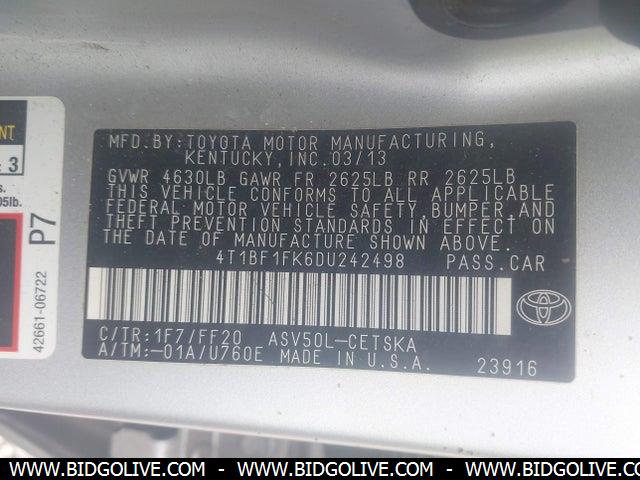 MFD.BY:TOYOTA MOTOR MANUFACTURING,
KENTUCKY,INC.03/13
GVWR 4630LB GAWR FR 2625LB RR 2625LB
THIS VEHICLE CONFORMS TO ALL APPLICABLE
FEDERAL MOTOR VEHICLE SAFETY,BUMPER,AND
THEFT PREVENTION STANDARDS IN EFFECT ON
THE DATE OF MANUFACTURE SHOWN ABOVE.
4T1BF1FK6DU242498 PASS.CAR
C/TR:1F7/FF20 ASV50L-CETSKA
A/TM:-01A/U760E MADE IN U.S.A.
23916
3
05lb.
P7
42661-06722
WWW.BIDGOLIVE.COM - WWW.BIDGOLIVE.COM - WWW.BIDGOLIVE.COM